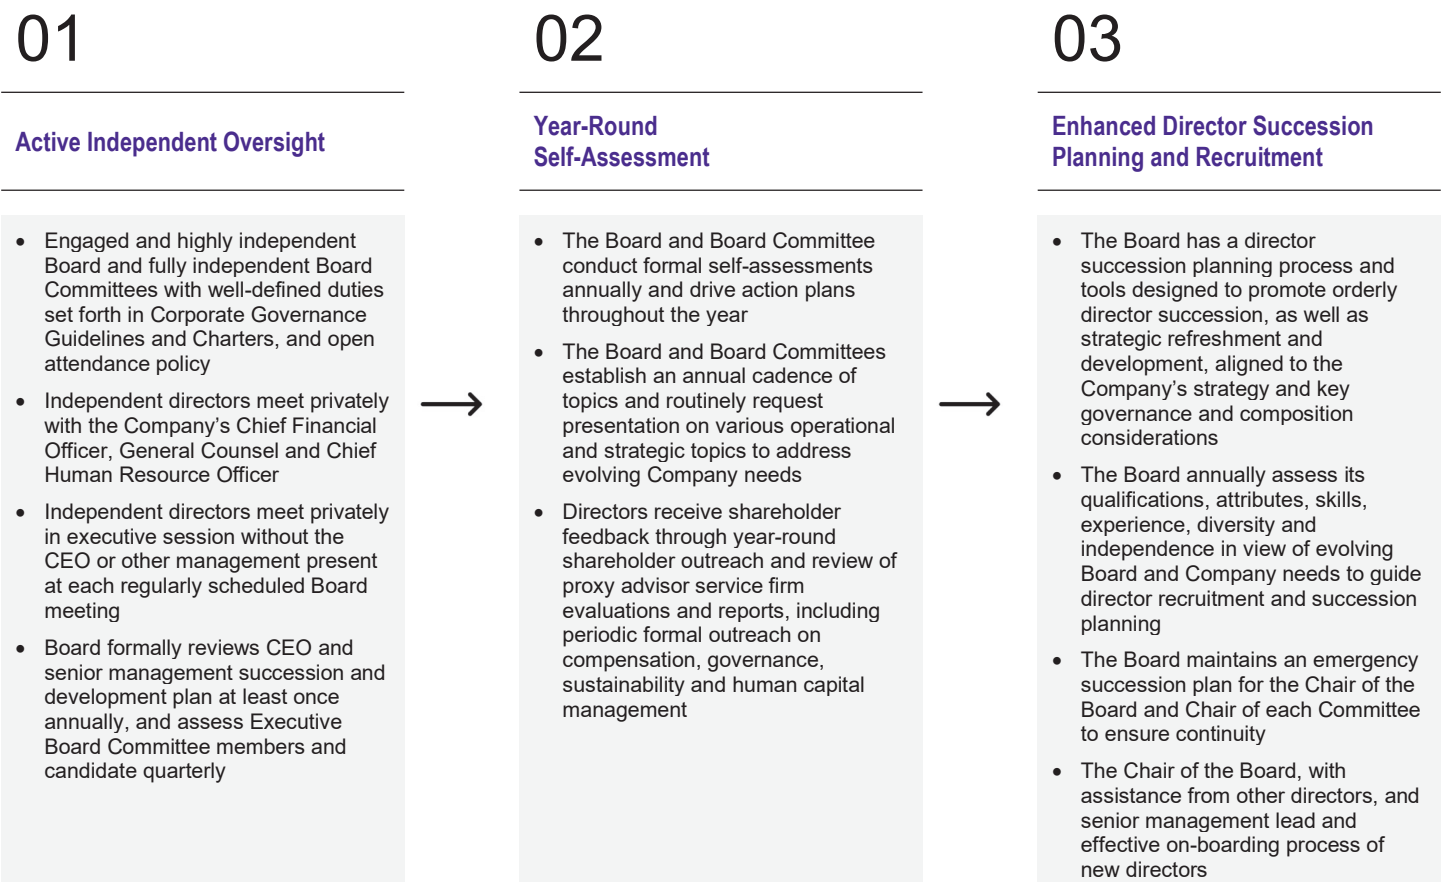 01
Active Independent Oversight
• Engaged and highly independent
Board and fully independent Board
Committees with well-defined duties
set forth in Corporate Governance
Guidelines and Charters, and open
attendance policy
• Independent directors meet privately
with the Company’s Chief Financial
Officer, General Counsel and Chief
Human Resource Officer
• Independent directors meet privately
in executive session without the
CEO or other management present
at each regularly scheduled Board
meeting
• Board formally reviews CEO and
senior management succession and
development plan at least once
annually, and assess Executive
Board Committee members and
candidate quarterly
02
Year-Round
Self-Assessment
• The Board and Board Committee
conduct formal self-assessments
annually and drive action plans
throughout the year
• The Board and Board Committees
establish an annual cadence of
topics and routinely request
presentation on various operational
and strategic topics to address
evolving Company needs
• Directors receive shareholder
feedback through year-round
shareholder outreach and review of
proxy advisor service firm
evaluations and reports, including
periodic formal outreach on
compensation, governance,
sustainability and human capital
management
03
Enhanced Director Succession
Planning and Recruitment
• The Board has a director
succession planning process and
tools designed to promote orderly
director succession, as well as
strategic refreshment and
development, aligned to the
Company’s strategy and key
governance and composition
considerations
• The Board annually assess its
qualifications, attributes, skills,
experience, diversity and
independence in view of evolving
Board and Company needs to guide
director recruitment and succession
planning
• The Board maintains an emergency
succession plan for the Chair of the
Board and Chair of each Committee
to ensure continuity
• The Chair of the Board, with
assistance from other directors, and
senior management lead and
effective on-boarding process of
new directors